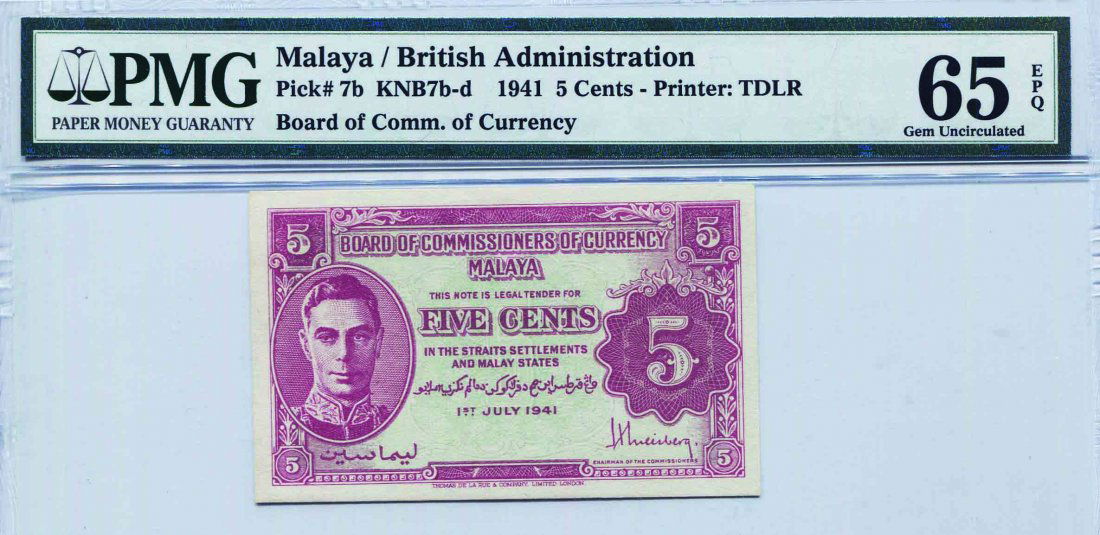 PMG
PAPER MONEY GUARANTY
Malaya / British Administration
Pick# 7b KNB7b-d 1941 5 Cents - Printer: TDLR
Board of Comm. of Currency
65 EPQ
Gem Uncirculated
5 5
BOARD OF COMMISSIONERS OF CURRENCY
MALAYA
THIS NOTE IS LEGAL TENDER FOR
FIVE CENTS
IN THE STRAITS SETTLEMENTS
AND MALAY STATES
5
1ST JULY 1941
ليما سين
CHAIRMAN OF THE COMMISSIONERS
5 5
THOMAS DE LA RUE & COMPANY, LIMITED LONDON.